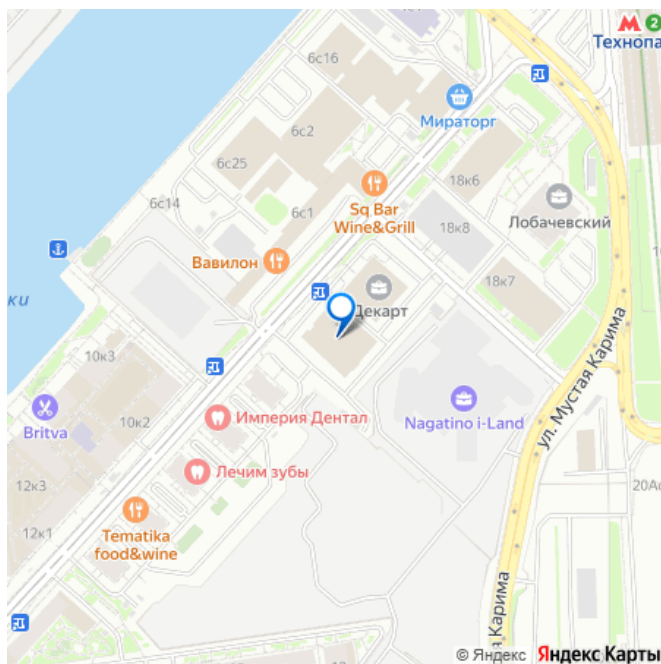 6с16
2
Технопа
Мираторг
6с2
6с25
18к6
6с14
Sq Bar
Wine&Grill
6с1
Лобачевский
18к8
Вавилон
18к7
ки
Декарт
ул. Мустая Карима
10к3
Britva
10к2
Империя Дентал
Nagatino i-Land
Лечим зубы
12к3
20Ас
12к1
Tematika
food&wine
я Карима
© Яндекс Яндекс Карты